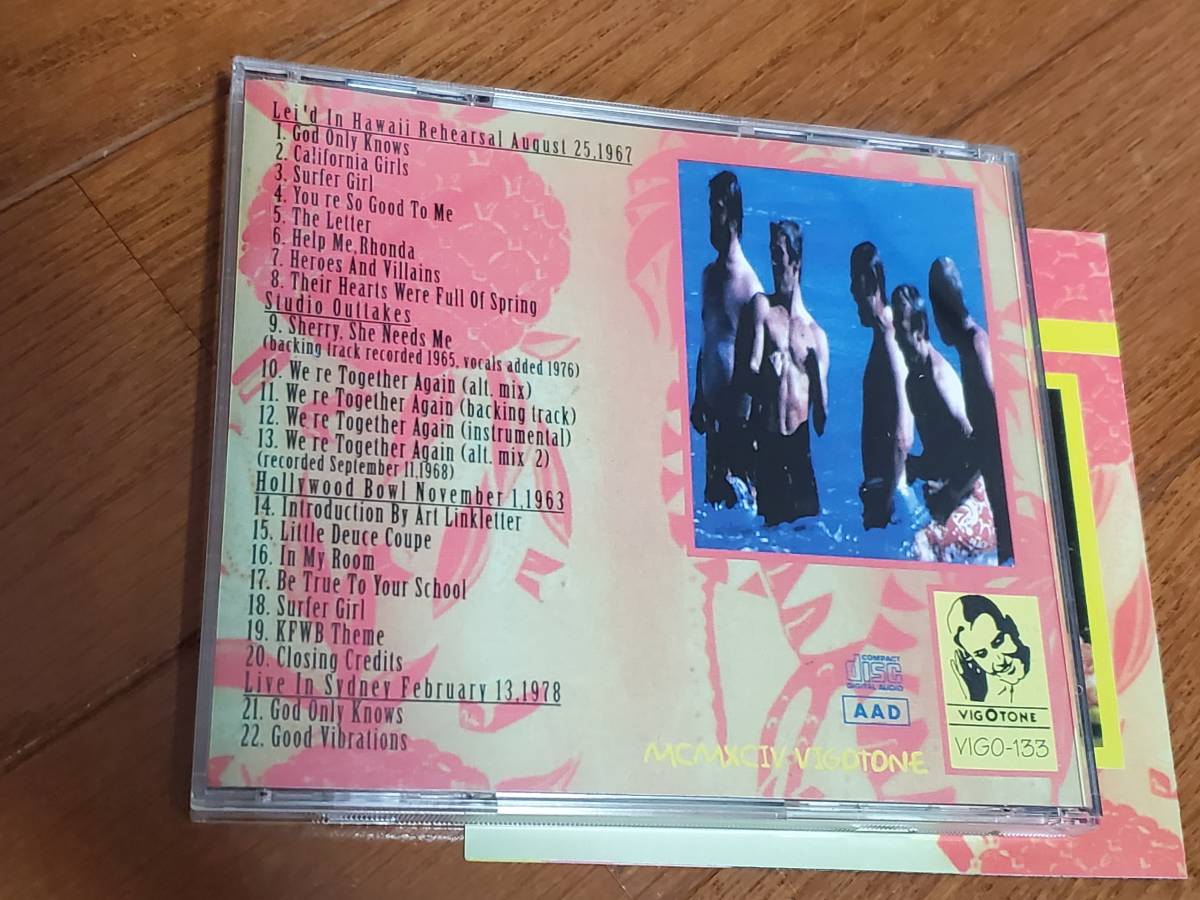 Lei'd In Hawaii Rehearsal August 25,1967
1. God Only Knows
2. California Girls
3. Surfer Girl
4. You're So Good To Me
5. The Letter
6. Help Me,Rhonda
7. Heroes And Villains
8. Their Hearts Were Full Of Spring
Studio Outtakes
9. Sherry, She Needs Me
(backing track recorded 1965, vocals added 1976)
10. We re Together Again (alt. mix)
11. We re Together Again (backing track)
12. We re Together Again (instrumental)
13. We re Together Again (alt. mix 2)
(recorded September 11,1968)
Hollywood Bowl November 1,1963
14. Introduction By Art Linkletter
15. Little Deuce Coupe
16. In My Room
17. Be True To Your School
18. Surfer Girl
19. KFWB Theme
20. Closing Credits
Live In Sydney February 13,1978
21. God Only Knows
22. Good Vibrations
COMPACT
disc
DIGITAL AUDIO
AAD
MCMXCIV VIGOTONE
VIGOTONE
VIGO-133